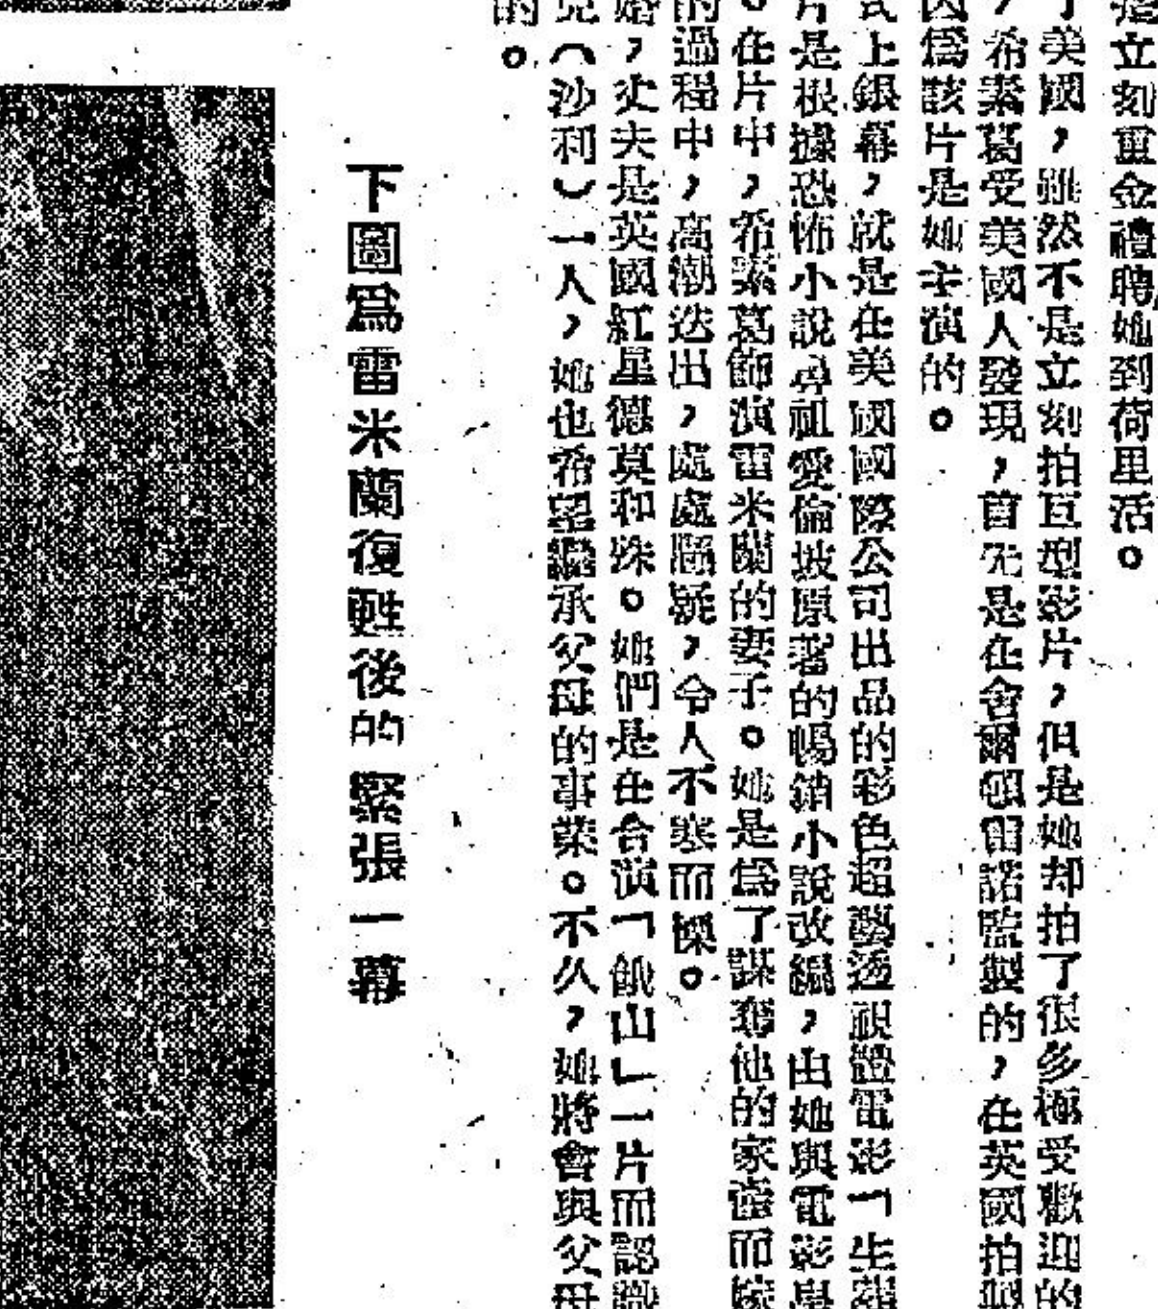 是立刻重金禮聘她到荷里活。
了美國，雖然不是立刻拍巨型影片，但是她却拍了很多極受歡迎的
，希素葛受美國人發現，首先是在會爾頓雷諾監製的，在英國拍製
因爲該片是她主演的。
式上銀幕，就是在美國國際公司出品的彩色超藝透視體電影「生葬
片是根據恐怖小說鼻祖愛倫坡原著的暢銷小說改編，由她與電影皇
。在片中，希素葛飾演雷米蘭的妻子。她是爲了謀奪他的家產而嫁
的過程中，高潮迭出，處處懸疑，令人不寒而慄。
婚，丈夫是英國紅星德莫和殊。她們是在合演「餓山」一片而認識
兒（沙利）一人，她也希望繼承父母的事業。不久，她將會與父母
的。
下圖爲雷米蘭復甦後的緊張一幕